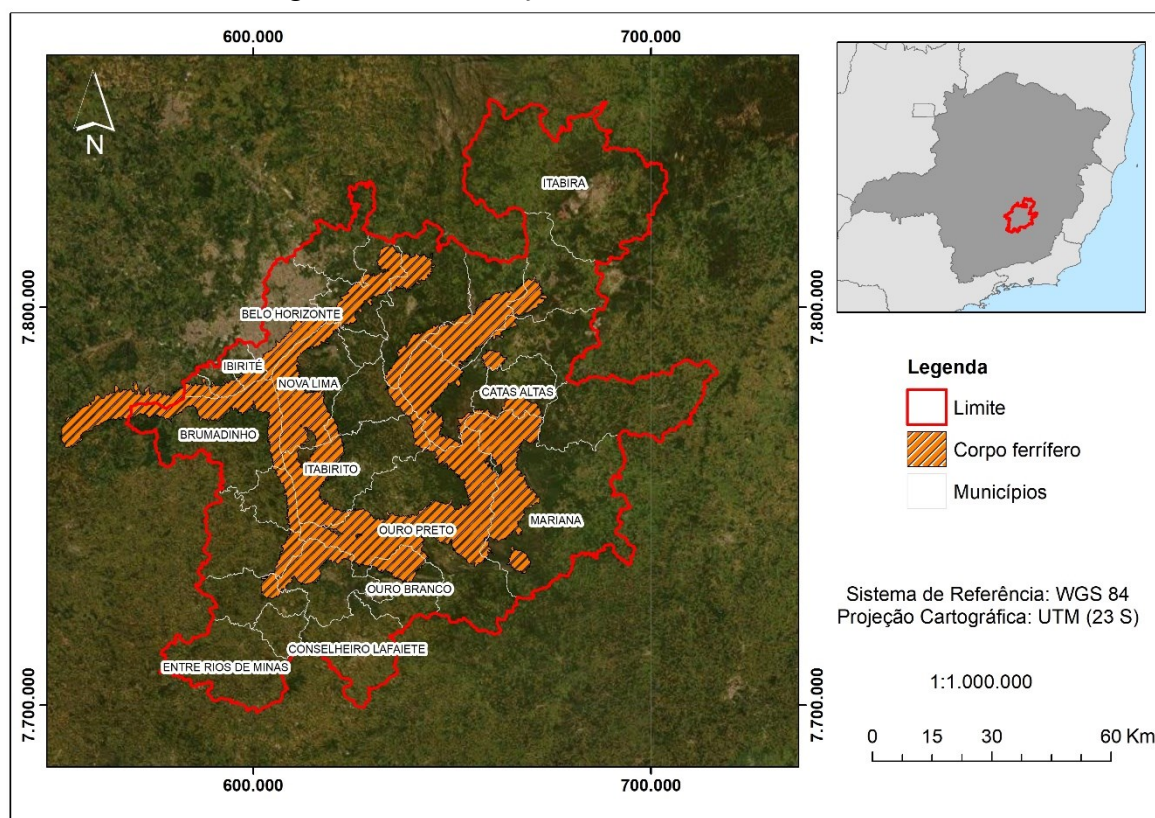 600.000
700.000
N
7.800.000
7.800.000
7.700.000
7.700.000
ITABIRA
BELO HORIZONTE
IBIRITÉ
NOVA LIMA
CATAS ALTAS
BRUMADINHO
ITABIRITO
MARIANA
OURO PRETO
OURO BRANCO
CONSELHEIRO LAFAIETE
ENTRE RIOS DE MINAS
600.000
700.000
Legenda
Limite
Corpo ferrífero
Municípios
Sistema de Referência: WGS 84
Projeção Cartográfica: UTM (23 S)
1:1.000.000
0 15 30 60 Km